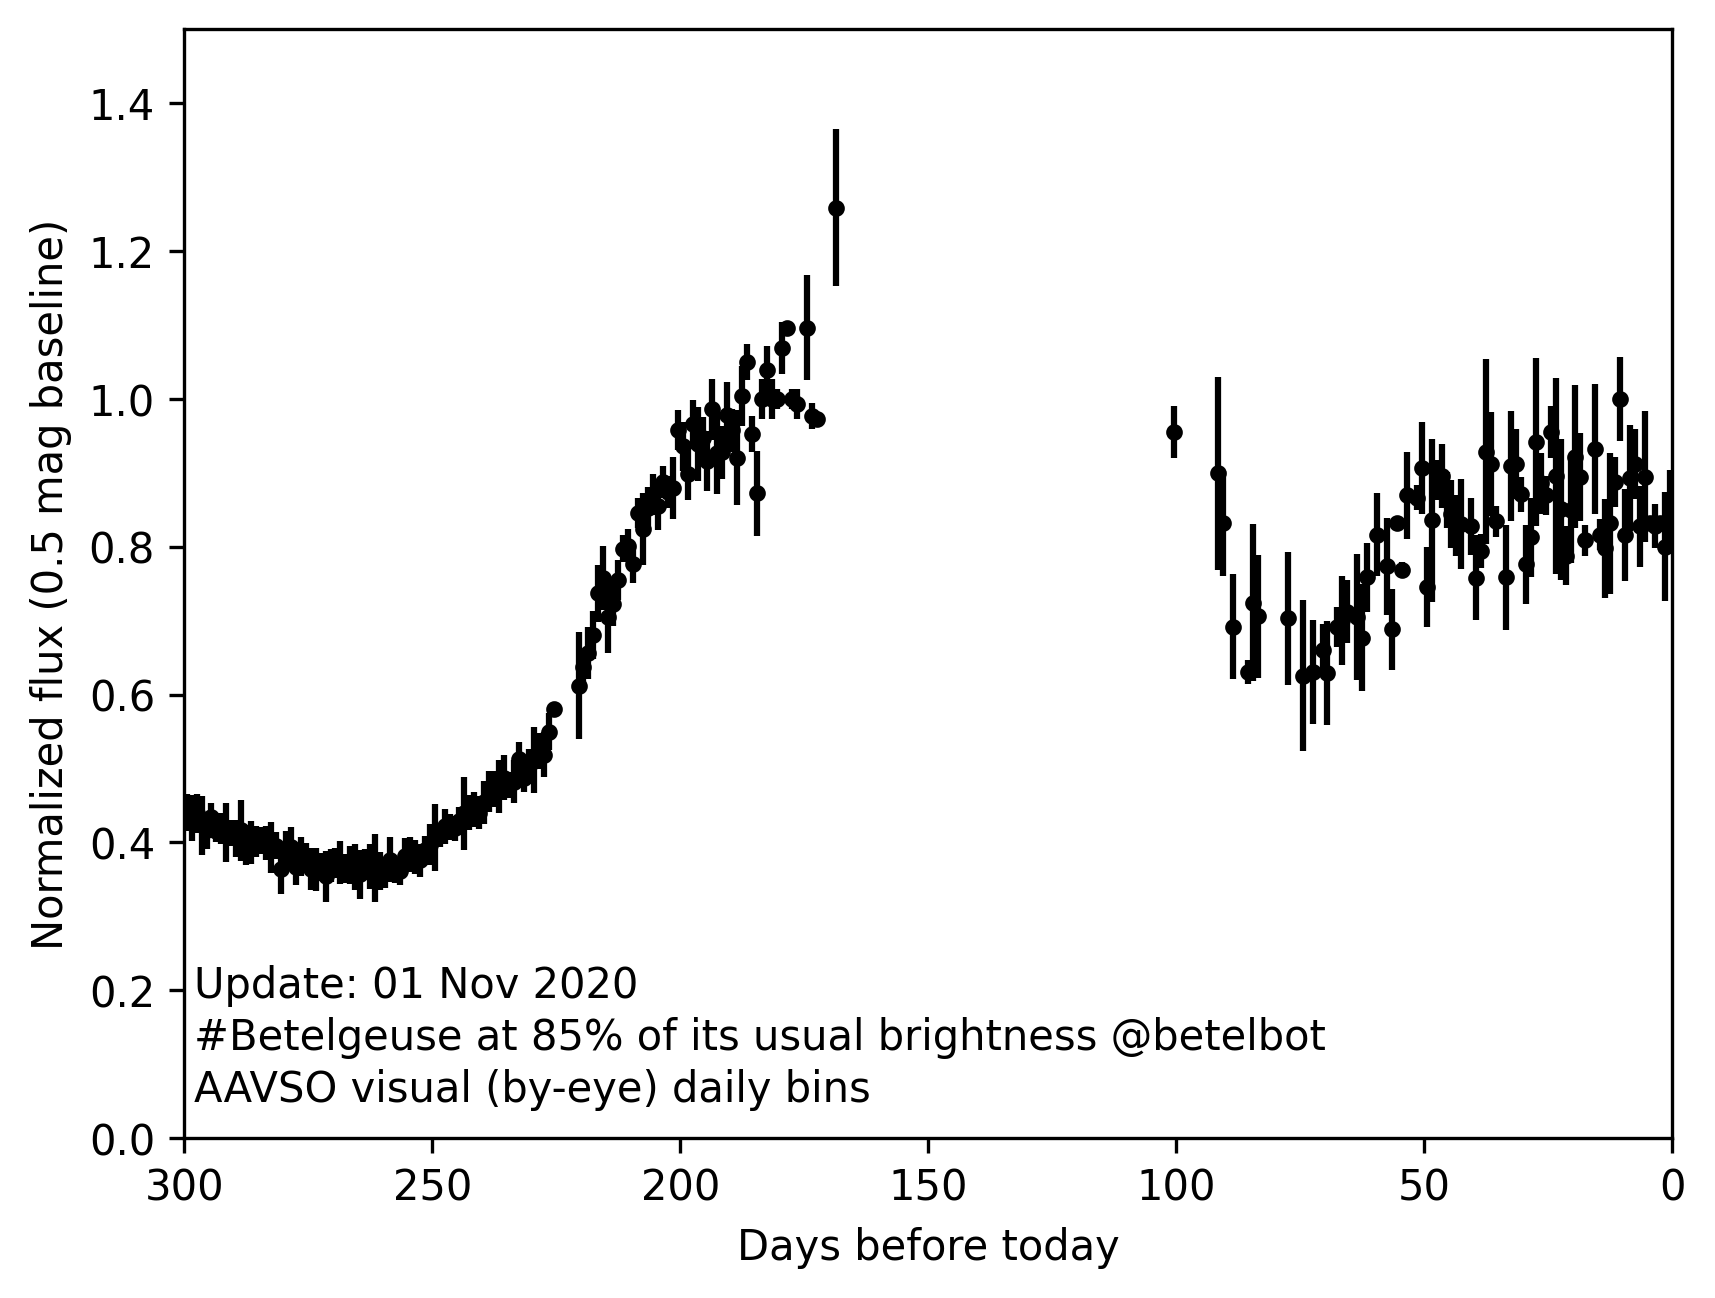 1.4
1.2
1.0
0.8
0.6
0.4
0.2
0.0
Normalized flux (0.5 mag baseline)
Update: 01 Nov 2020
#Betelgeuse at 85% of its usual brightness @betelbot
AAVSO visual (by-eye) daily bins
300 250 200 150 100 50 0
Days before today